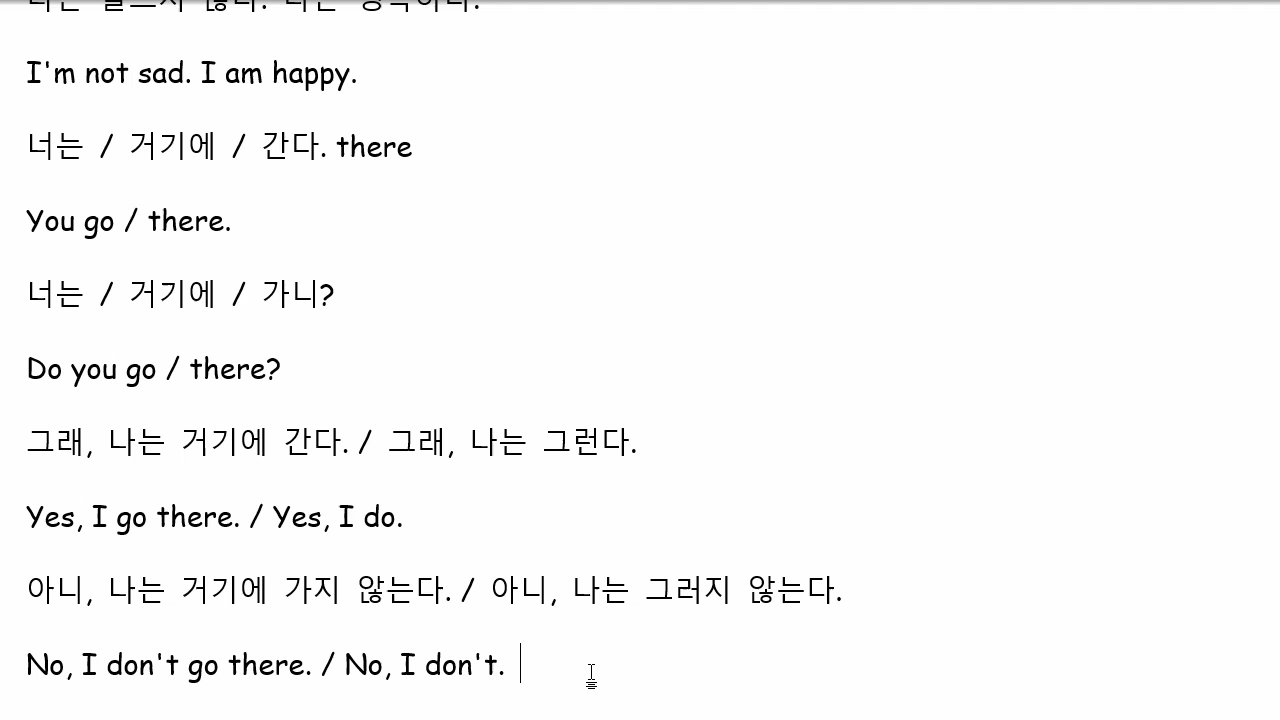 I'm not sad. I am happy.
너는 / 거기에 / 간다. there
You go / there.
너는 / 거기에 / 가니?
Do you go / there?
그래, 나는 거기에 간다. / 그래, 나는 그런다.
Yes, I go there. / Yes, I do.
아니, 나는 거기에 가지 않는다. / 아니, 나는 그러지 않는다.
No, I don't go there. / No, I don't.